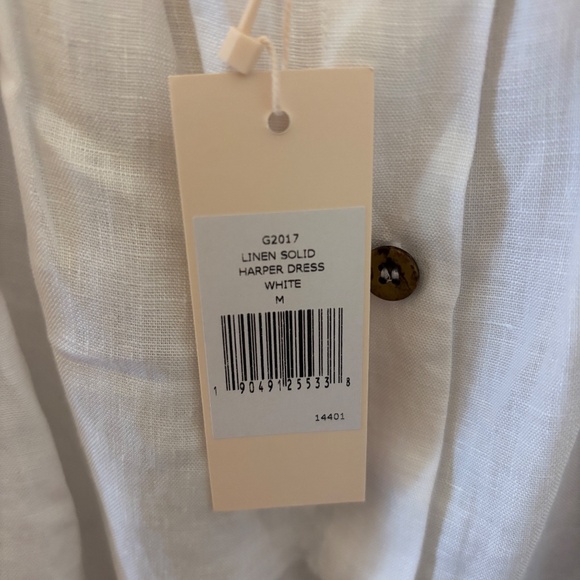 G2017
LINEN SOLID
HARPER DRESS
WHITE
M
1 90491 25533 8
14401